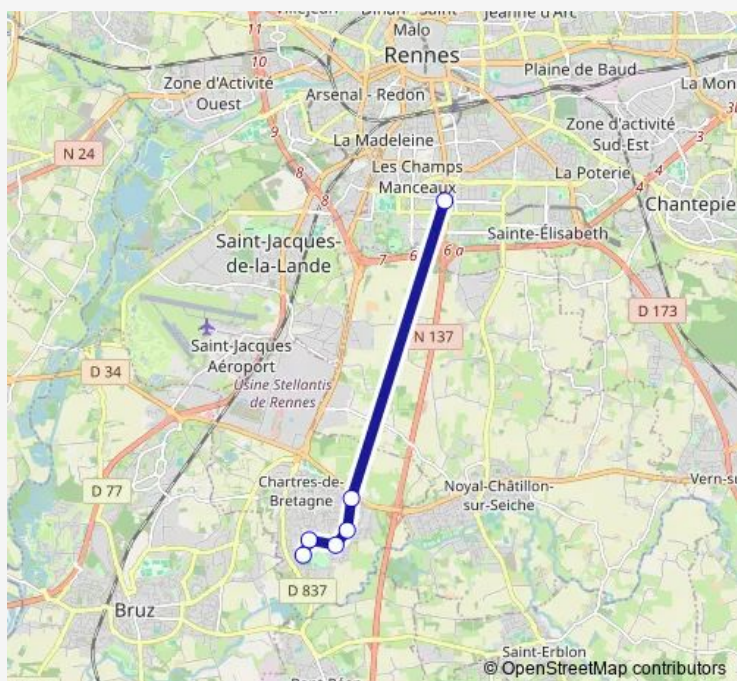 Jeanne d'Arc
11
Malo
10
Rennes
Zone d'Activité
Ouest
Plaine de Baud
La Mon
Arsenal - Redon
9
3
Zone d'activité
Sud-Est
N 24
La Madeleine
8
8
Les Champs
Manceaux
4
4
La Poterie
Chantepie
Sainte-Élisabeth
Saint-Jacques-
de-la-Lande
7
6
6 a
D 173
N 137
Saint-Jacques
Aéroport
D 34
Usine Stellantis
de Rennes
Chartres-de-
Bretagne
D 77
Noyal-Châtillon-
sur-Seiche
Vern-su
D 837
Bruz
Saint-Erblon
© OpenStreetMap contributors